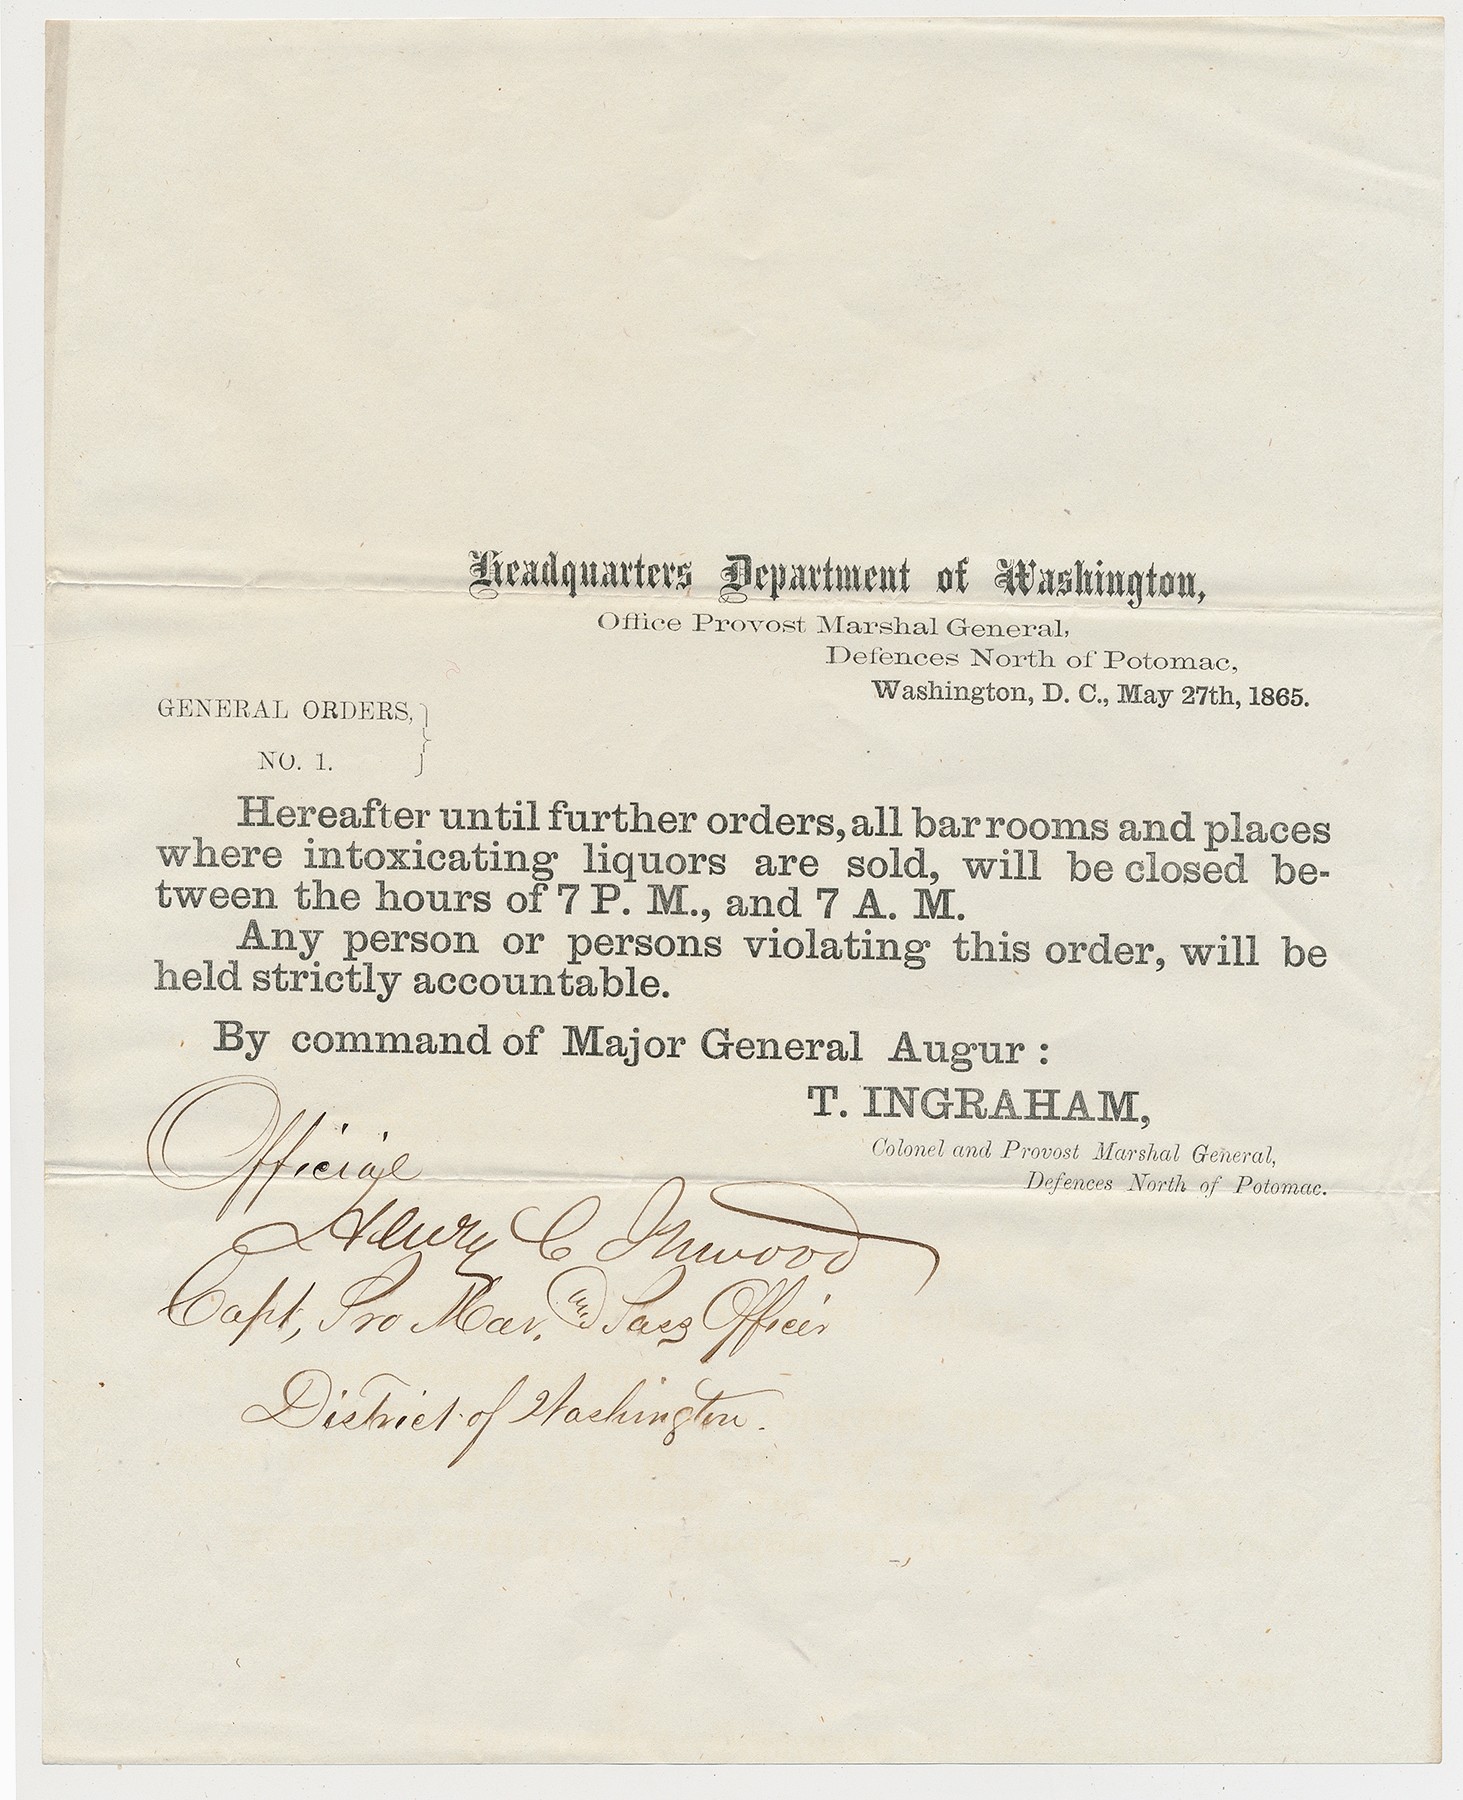 Headquarters Department of Washington,
Office Provost Marshal General,
Defences North of Potomac,
Washington, D. C., May 27th, 1865.
GENERAL ORDERS,
NO. 1.
Hereafter until further orders, all bar rooms and places
where intoxicating liquors are sold, will be closed be-
tween the hours of 7 P. M., and 7 A. M.
Any person or persons violating this order, will be
held strictly accountable.
By command of Major General Augur :
T. INGRAHAM,
Colonel and Provost Marshal General,
Defences North of Potomac.
Official
Henry C Inwood
Capt, Pro Mar, Pass Officer
District of Washington.